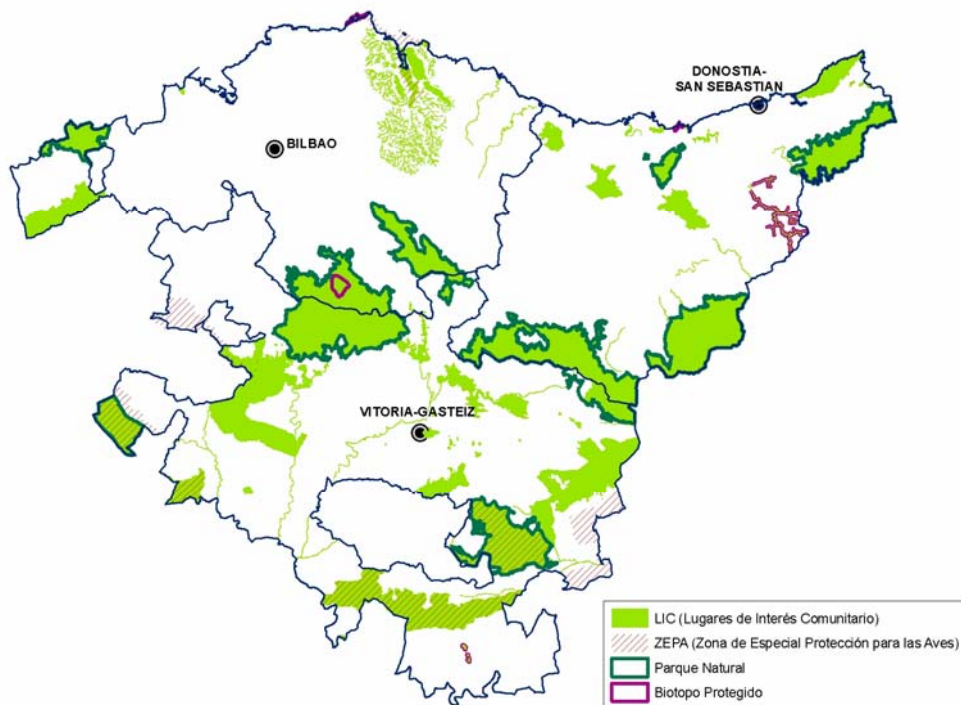 DONOSTIA-
SAN SEBASTIAN
BILBAO
VITORIA-GASTEIZ
LIC (Lugares de Interés Comunitario)
ZEPA (Zona de Especial Protección para las Aves)
Parque Natural
Biotopo Protegido